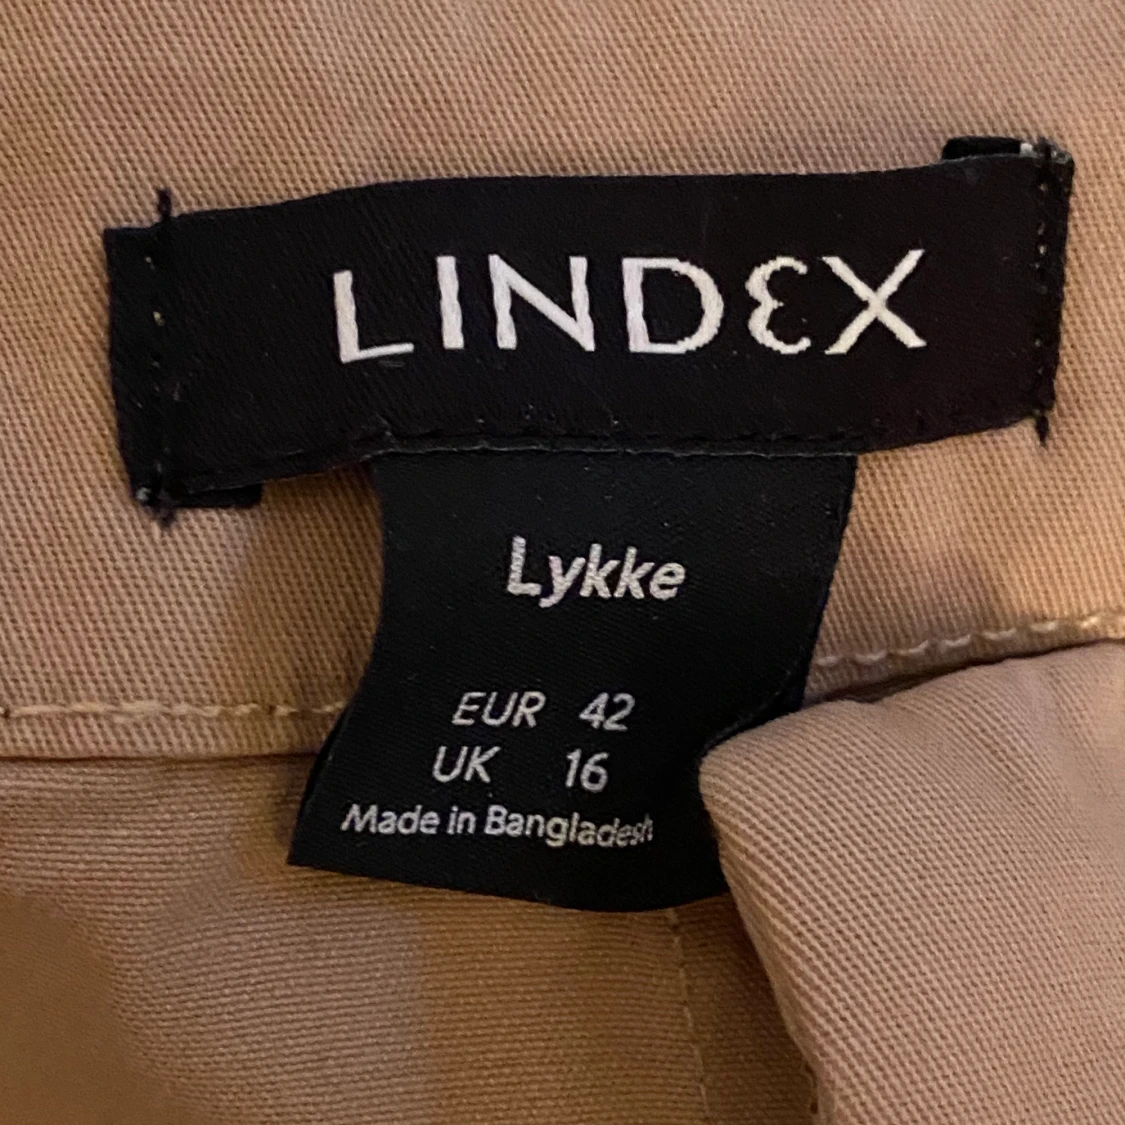 LINDEX
Lykke
EUR 42
UK 16
Made in Bangladesh